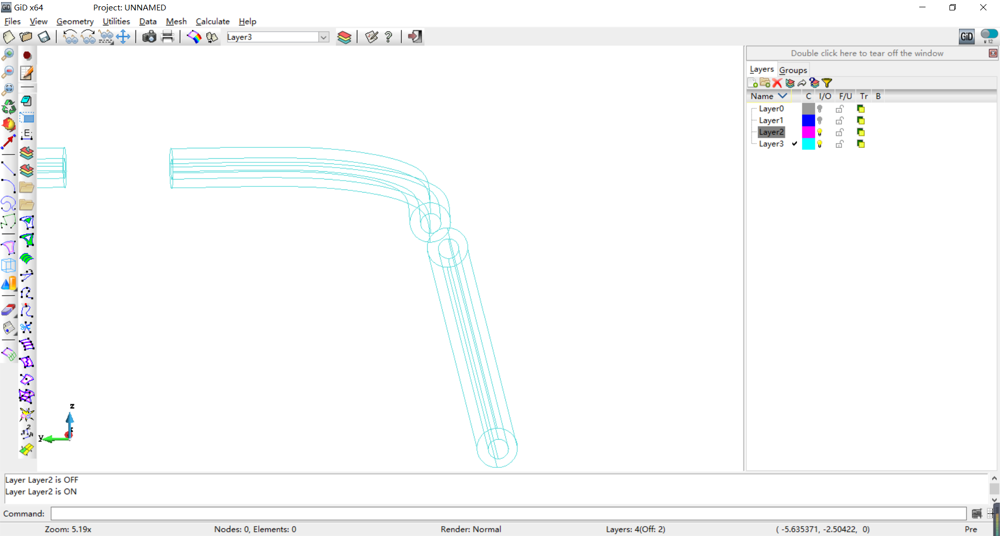 GiD x64 Project: UNNAMED
Files View Geometry Utilities Data Mesh Calculate Help
Layer3
GiD
v 12
Double click here to tear off the window
Layers Groups
Name C I/O F/U Tr B
Layer0
Layer1
Layer2
Layer3
E
2
z
y
Layer Layer2 is OFF
Layer Layer2 is ON
Command:
Zoom: 5.19x Nodes: 0, Elements: 0 Render: Normal Layers: 4(Off: 2) ( -5.635371, -2.50422, 0) Pre